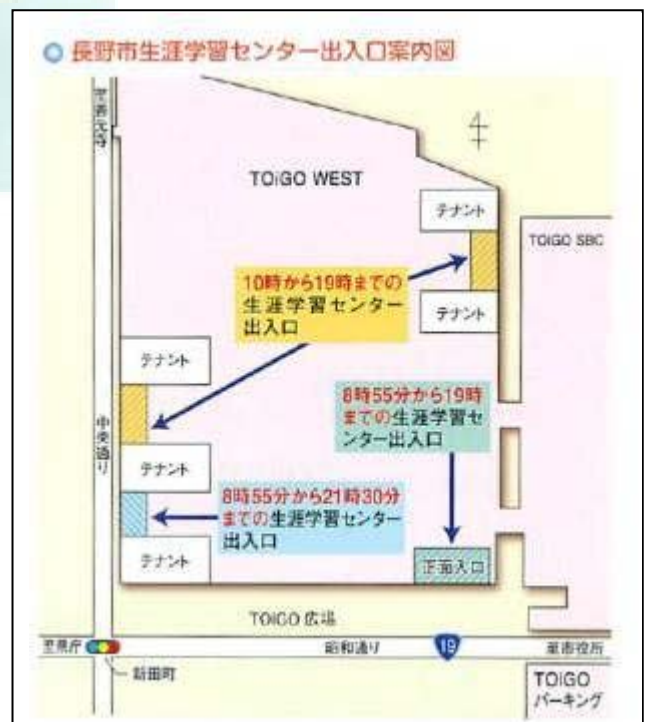 長野市生涯学習センター出入口案内図
至善光寺
TOiGO WEST
テナント
TOIGO SBC
10時から19時までの
生涯学習センター
出入口
テナント
テナント
8時55分から19時
までの生涯学習セ
ンター出入口
中央通り
テナント
8時55分から21時30分
までの生涯学習センター
出入口
テナント
正面入口
TOIGO 広場
至県庁
昭和通り
19
至市役所
新田町
TOIGO
パーキング